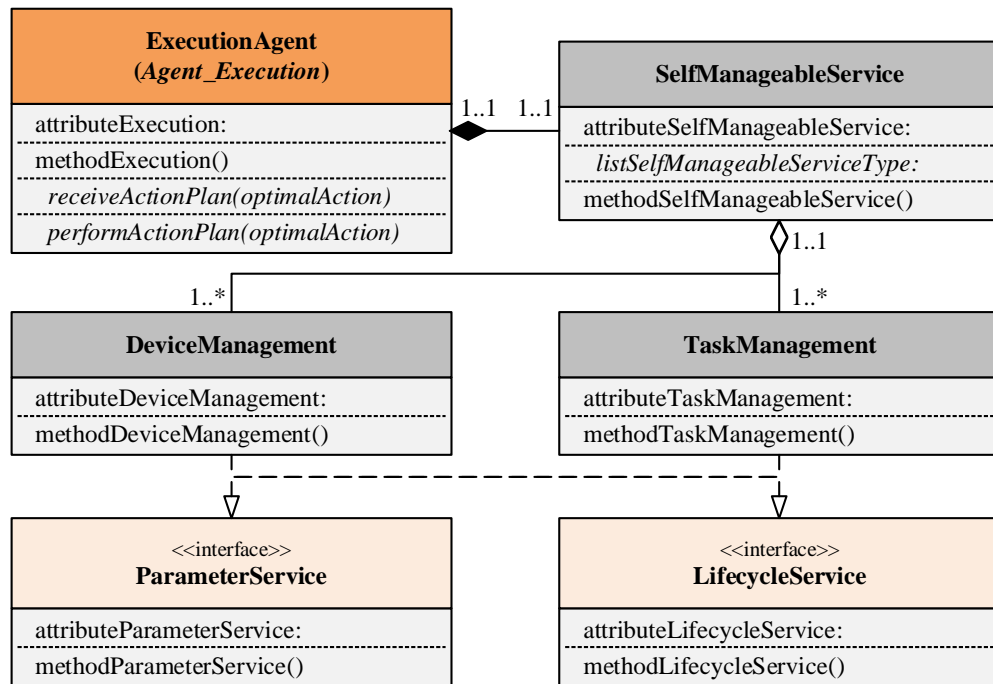 ExecutionAgent
(Agent_Execution)
attributeExecution:
methodExecution()
receiveActionPlan(optimalAction)
performActionPlan(optimalAction)
1..1 1..1
SelfManageableService
attributeSelfManageableService:
listSelfManageableServiceType:
methodSelfManageableService()
1..1
1..* 1..*
DeviceManagement
attributeDeviceManagement:
methodDeviceManagement()
TaskManagement
attributeTaskManagement:
methodTaskManagement()
<<interface>>
ParameterService
attributeParameterService:
methodParameterService()
<<interface>>
LifecycleService
attributeLifecycleService:
methodLifecycleService()